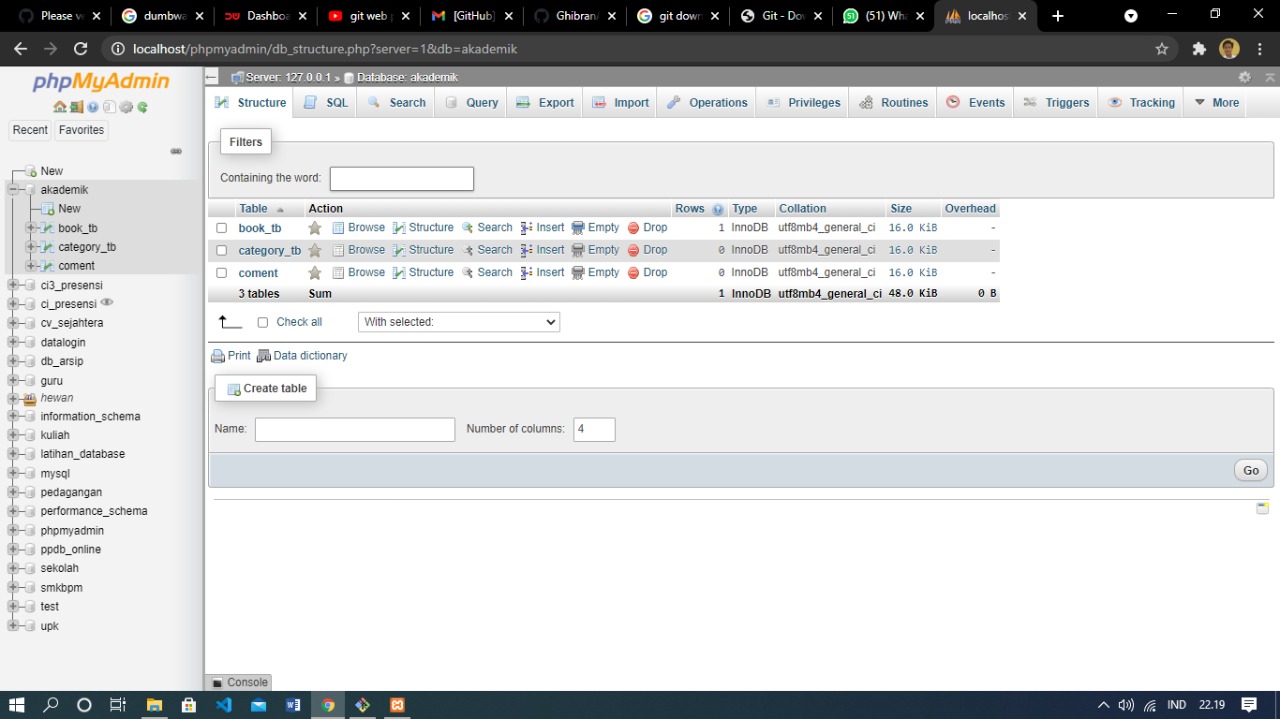 Please ve
dumbwa
Dashboa
git web p
[GitHub]
Ghibran/
git down
Git - Dow
(51) Wha
localhos
localhost/phpmyadmin/db_structure.php?server=1&db=akademik
phpMyAdmin
Recent Favorites
New
akademik
New
book_tb
category_tb
coment
ci3_presensi
ci_presensi
cv_sejahtera
datalogin
db_arsip
guru
hewan
information_schema
kuliah
latihan_database
mysql
pedagangan
performance_schema
phpmyadmin
ppdb_online
sekolah
smkbpm
test
upk
Server: 127.0.0.1 » Database: akademik
Structure SQL Search Query Export Import Operations Privileges Routines Events Triggers Tracking More
Filters
Containing the word:
Table Action Rows Type Collation Size Overhead
book_tb Browse Structure Search Insert Empty Drop 1 InnoDB utf8mb4_general_ci 16.0 KiB -
category_tb Browse Structure Search Insert Empty Drop 0 InnoDB utf8mb4_general_ci 16.0 KiB -
coment Browse Structure Search Insert Empty Drop 0 InnoDB utf8mb4_general_ci 16.0 KiB -
3 tables Sum 1 InnoDB utf8mb4_general_ci 48.0 KiB 0 B
Check all With selected:
Print Data dictionary
Create table
Name: Number of columns: 4
Go
Console
IND 22.19